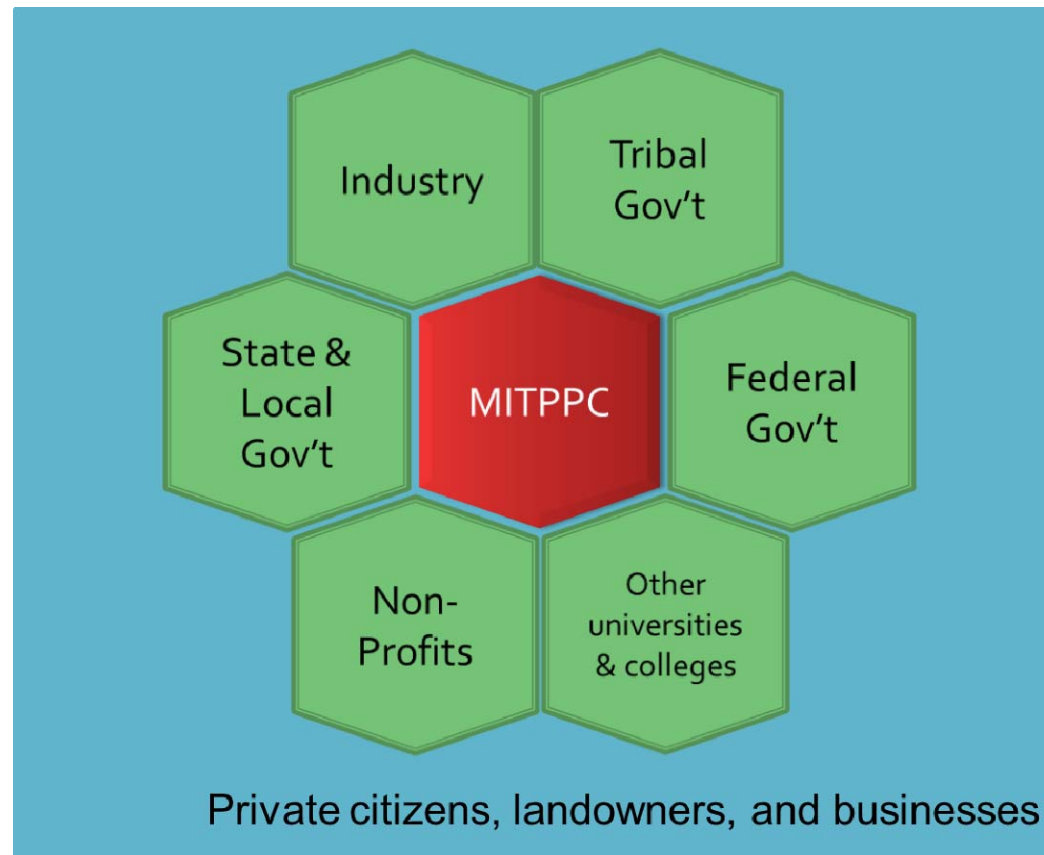 Industry
Tribal
Gov’t
State &
Local
Gov’t
MITPPC
Federal
Gov’t
Non-
Profits
Other
universities
& colleges
Private citizens, landowners, and businesses